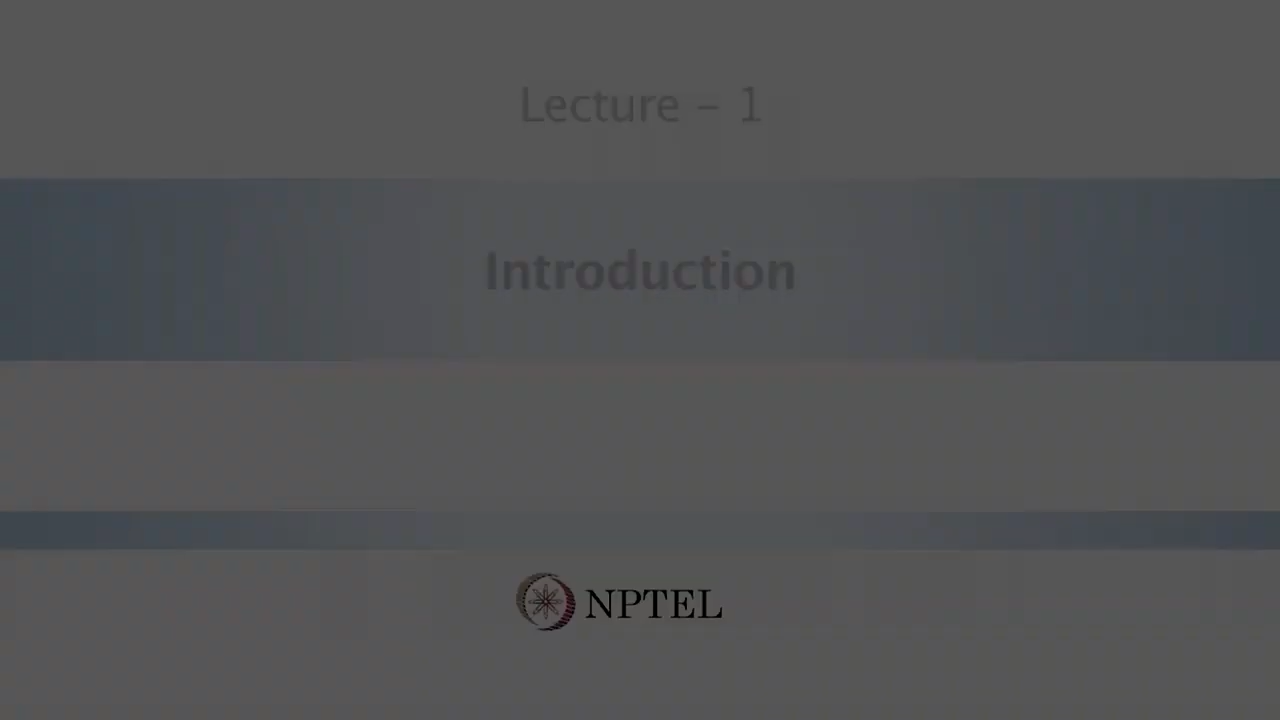 Lecture – 1
Introduction
NPTEL